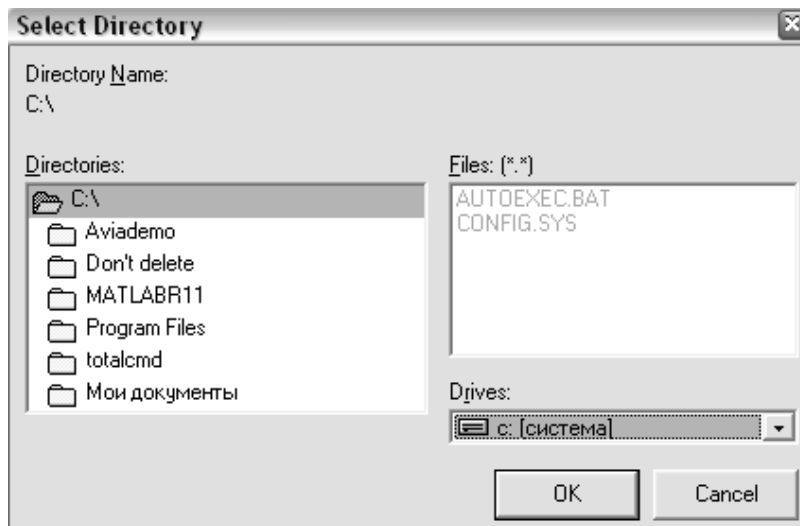 Select Directory
Directory Name:
C:\
Directories:
C:\
Aviademo
Don't delete
MATLABR11
Program Files
totalcmd
Мои документы
Files: (*.*)
AUTOEXEC.BAT
CONFIG.SYS
Drives:
c: [система]
OK
Cancel